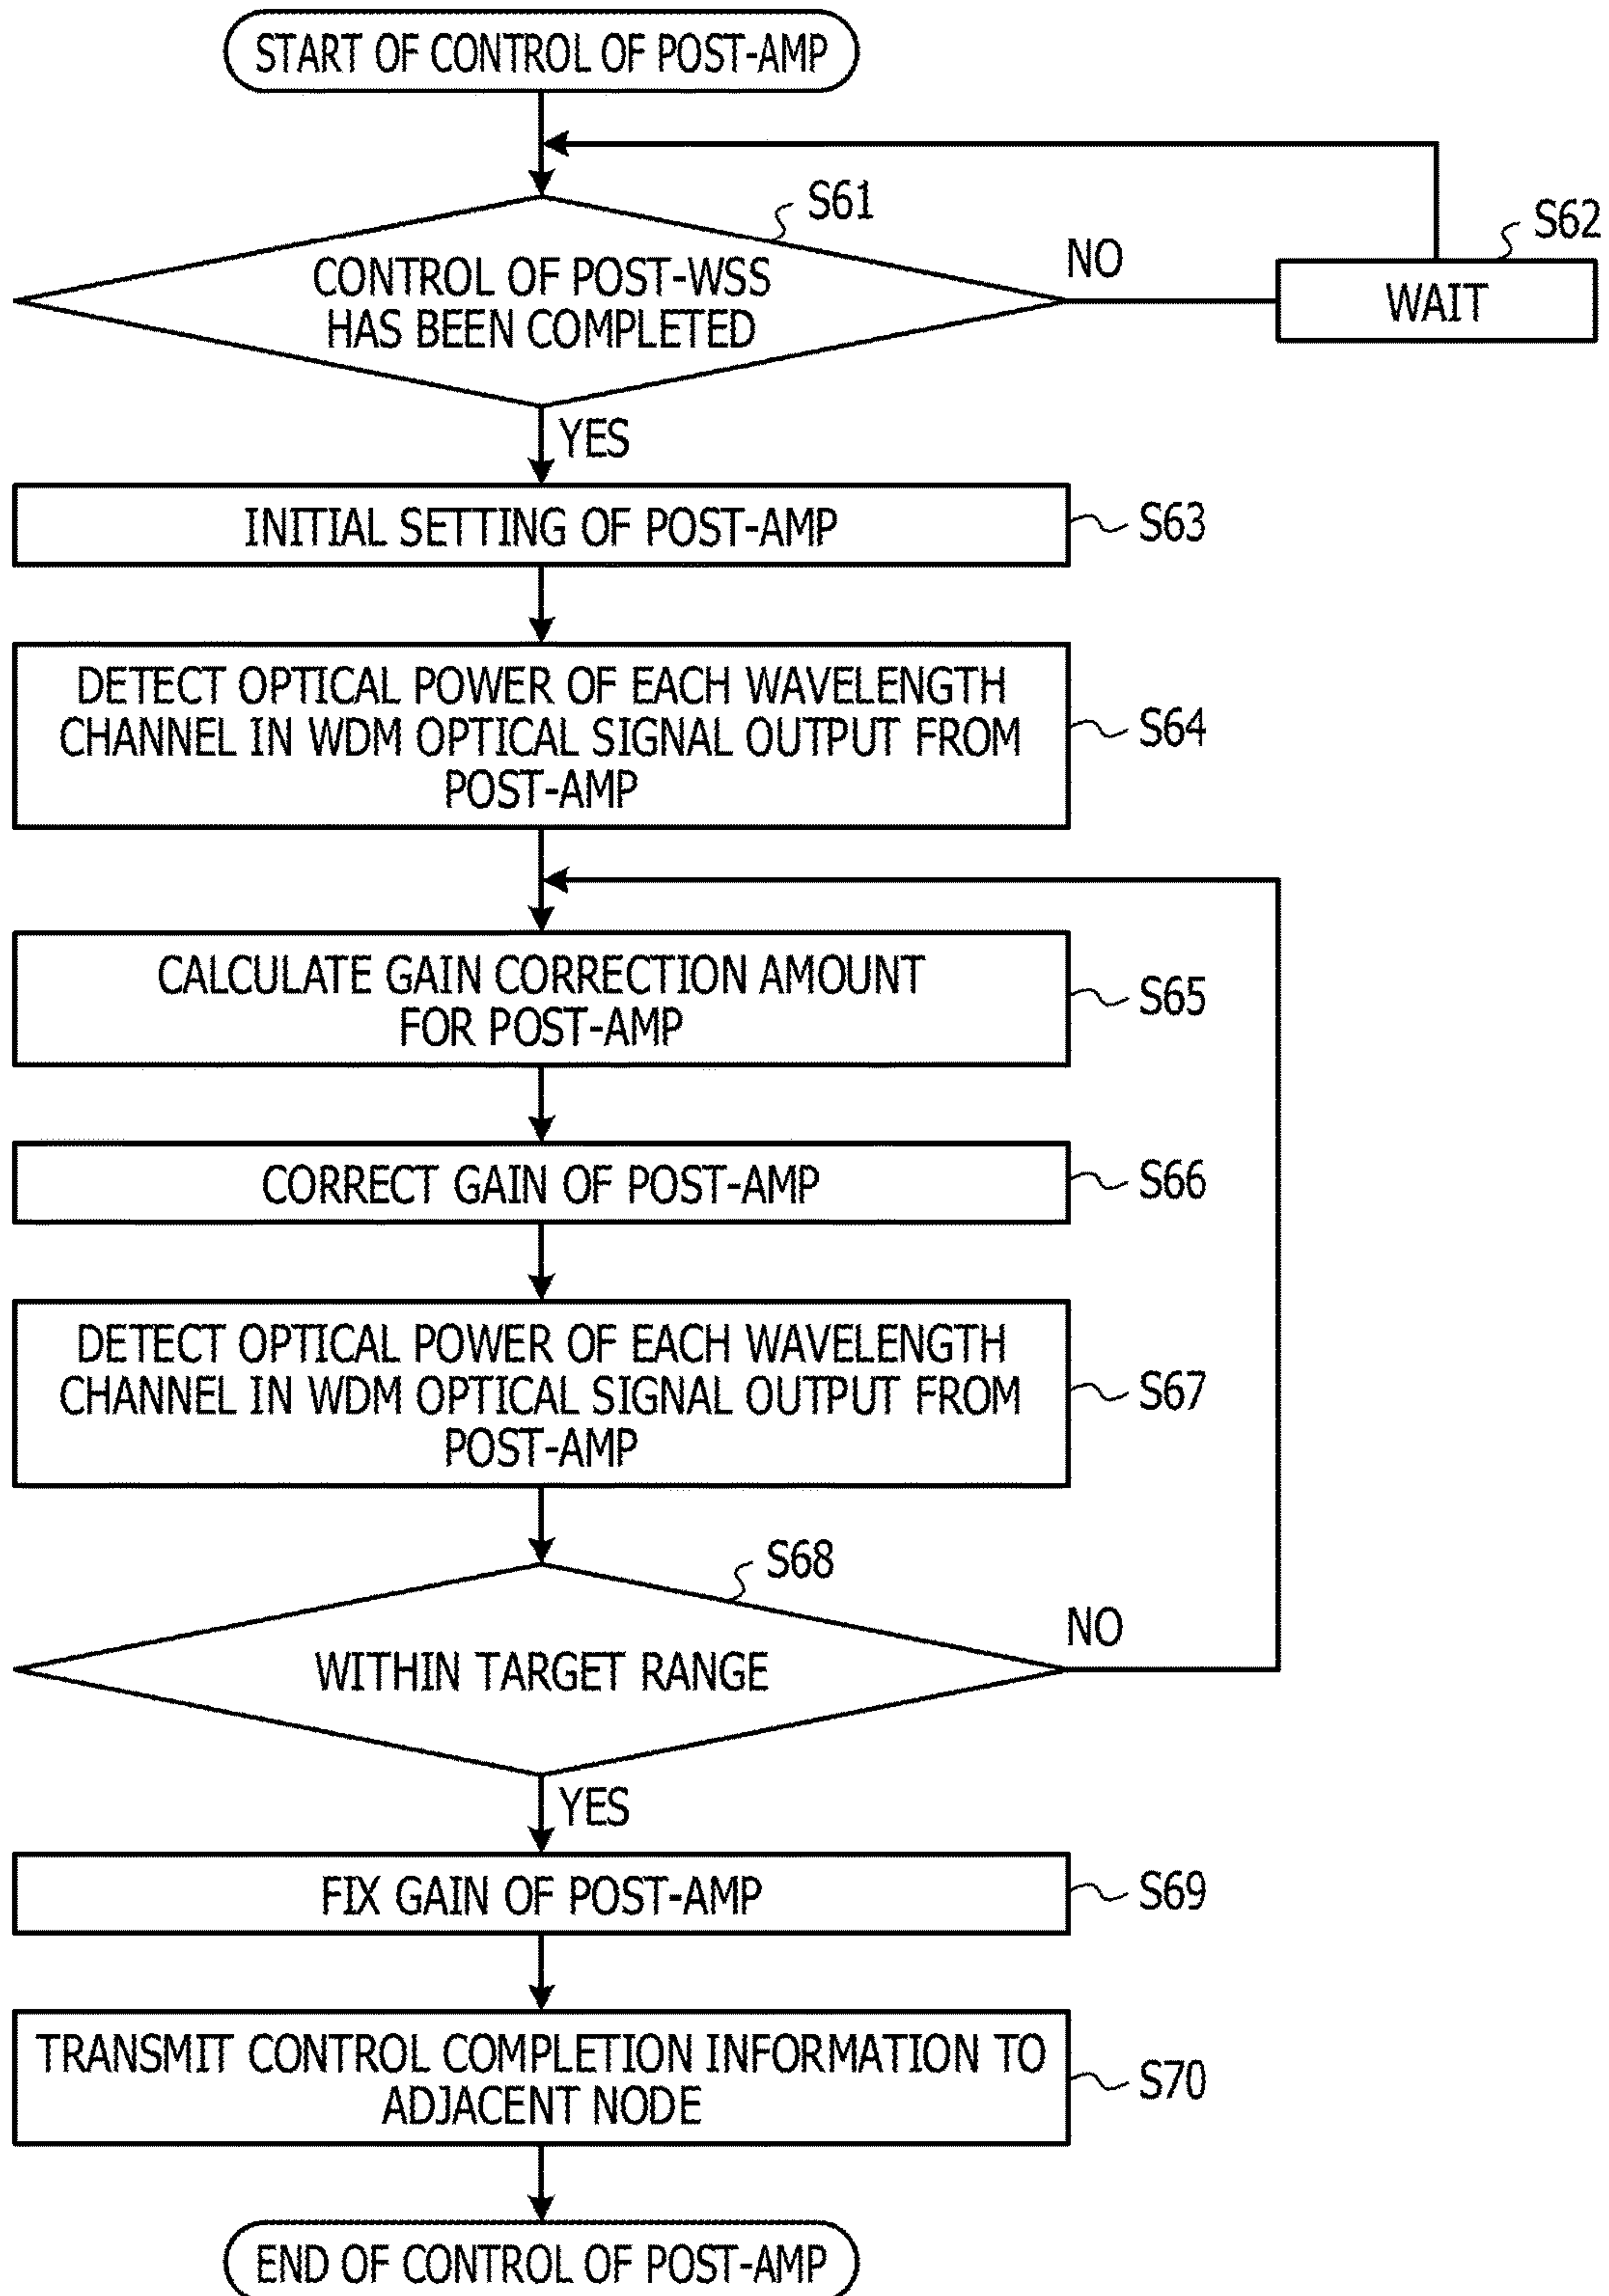 START OF CONTROL OF POST-AMP
S61
CONTROL OF POST-WSS
HAS BEEN COMPLETED
NO
S62
WAIT
YES
INITIAL SETTING OF POST-AMP
S63
DETECT OPTICAL POWER OF EACH WAVELENGTH
CHANNEL IN WDM OPTICAL SIGNAL OUTPUT FROM
POST-AMP
S64
CALCULATE GAIN CORRECTION AMOUNT
FOR POST-AMP
S65
CORRECT GAIN OF POST-AMP
S66
DETECT OPTICAL POWER OF EACH WAVELENGTH
CHANNEL IN WDM OPTICAL SIGNAL OUTPUT FROM
POST-AMP
S67
S68
WITHIN TARGET RANGE
NO
YES
FIX GAIN OF POST-AMP
S69
TRANSMIT CONTROL COMPLETION INFORMATION TO
ADJACENT NODE
S70
END OF CONTROL OF POST-AMP